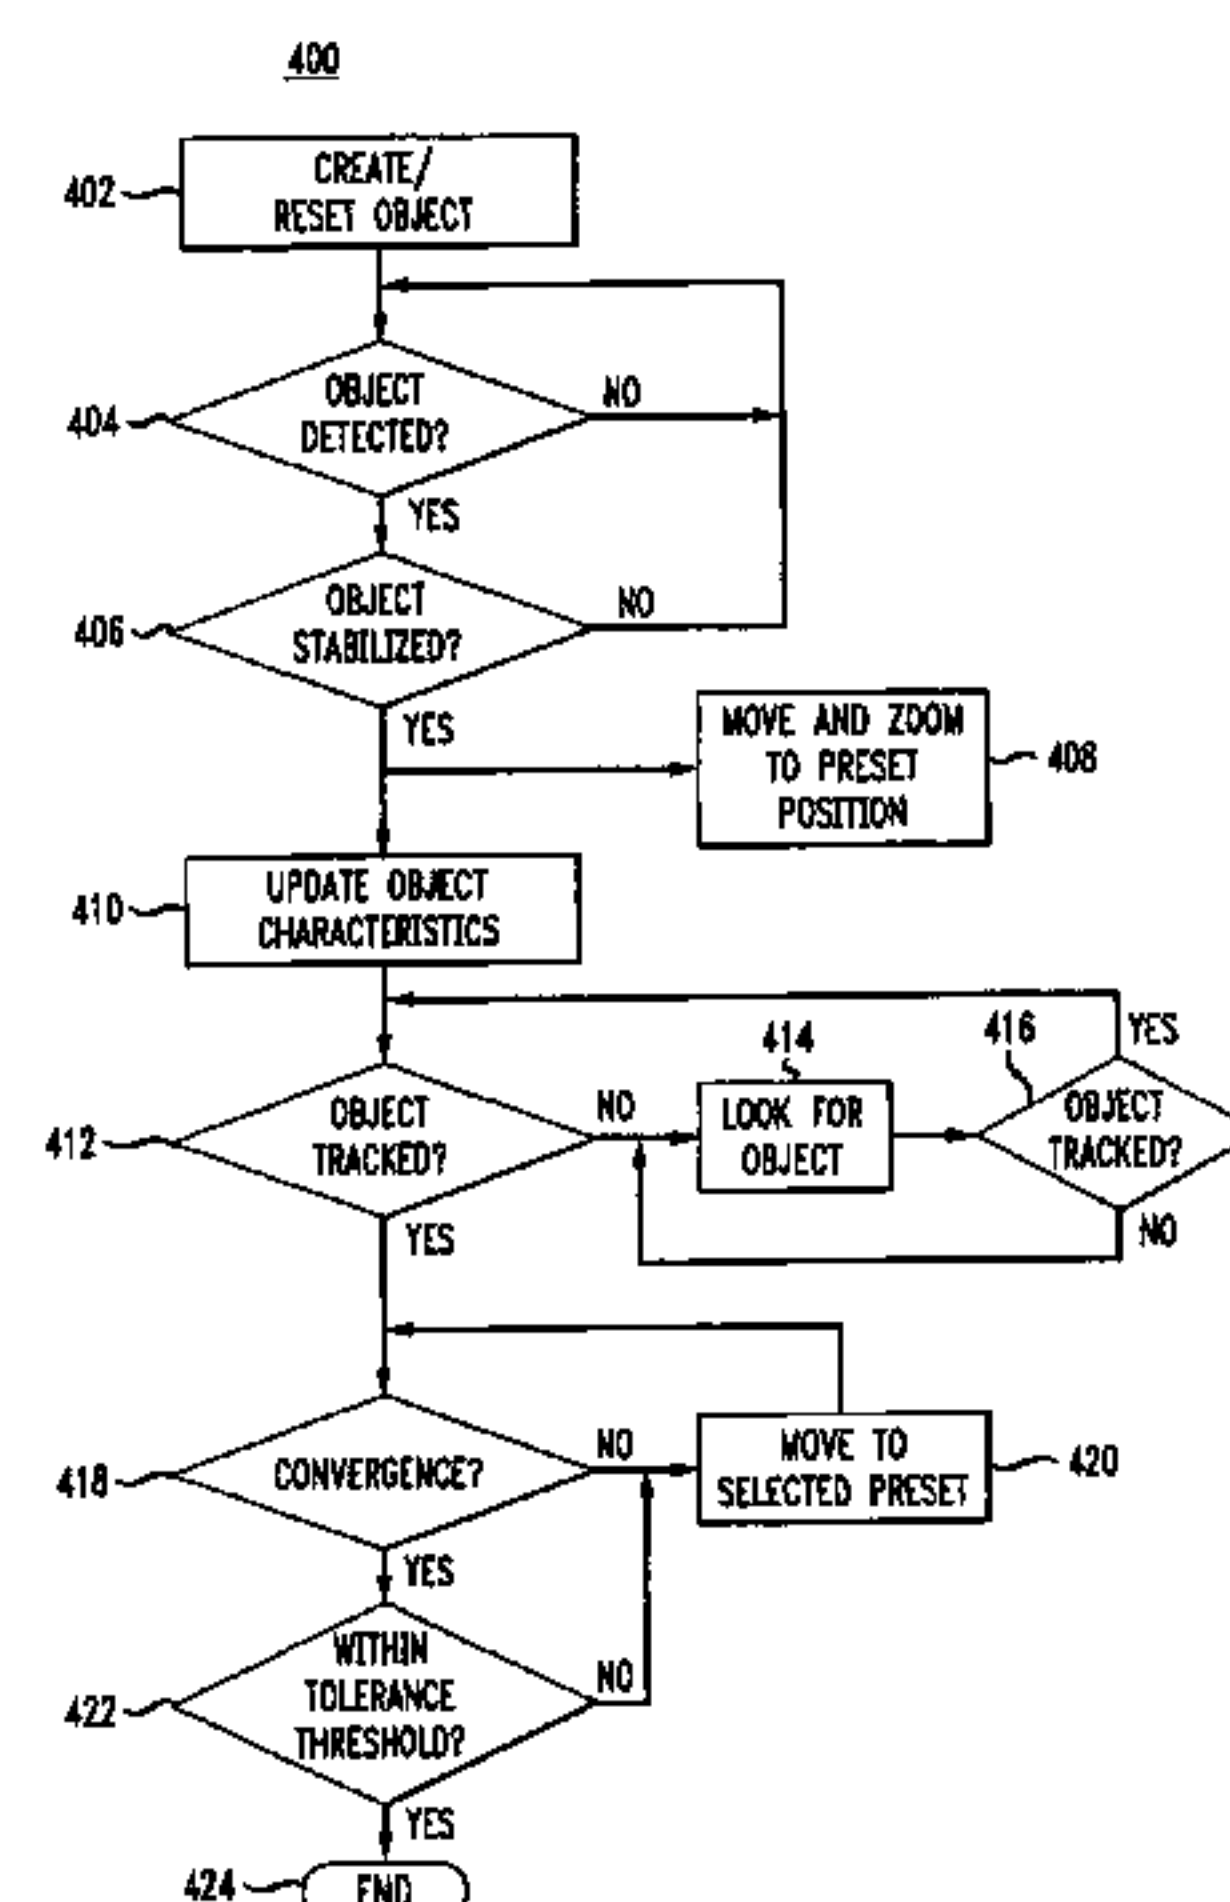 400
402
CREATE/
RESET OBJECT
404
OBJECT
DETECTED?
NO
YES
406
OBJECT
STABILIZED?
NO
YES
MOVE AND ZOOM
TO PRESET
POSITION
408
410
UPDATE OBJECT
CHARACTERISTICS
412
OBJECT
TRACKED?
NO
414
LOOK FOR
OBJECT
416
OBJECT
TRACKED?
YES
NO
YES
418
CONVERGENCE?
NO
MOVE TO
SELECTED PRESET
420
YES
422
WITHIN
TOLERANCE
THRESHOLD?
NO
YES
424
END